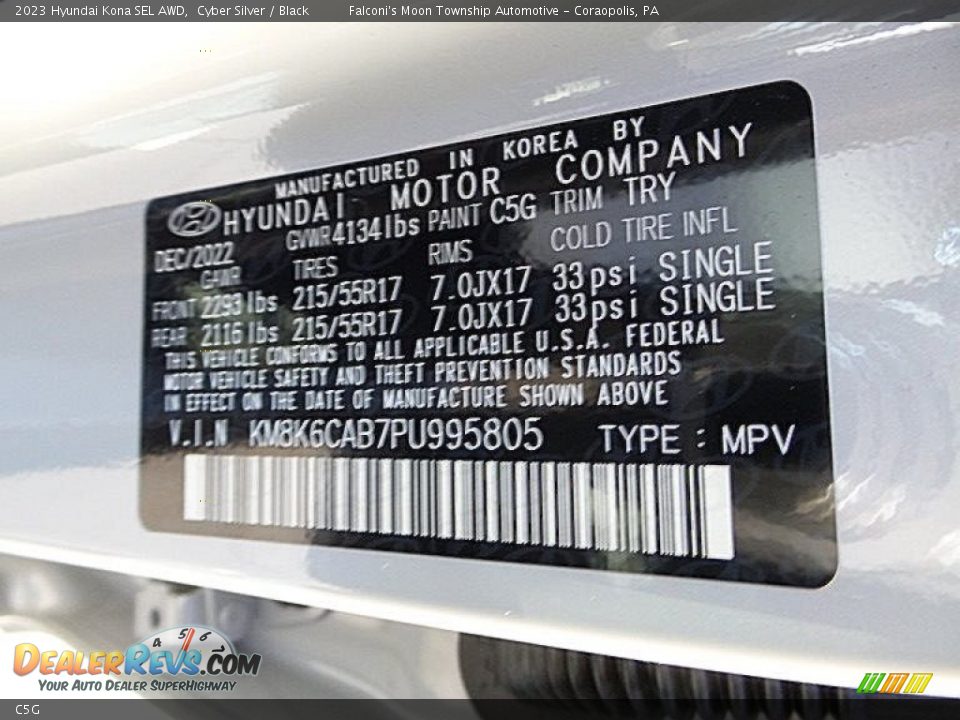 2023 Hyundai Kona SEL AWD, Cyber Silver / Black Falconi's Moon Township Automotive - Coraopolis, PA
MANUFACTURED IN KOREA BY
HYUNDAI MOTOR COMPANY
DEC/2022 GVWR 4134 lbs PAINT C5G TRIM TRY
GAWR TIRES RIMS COLD TIRE INFL
FRONT 2293 lbs 215/55R17 7.0JX17 33psi SINGLE
REAR 2116 lbs 215/55R17 7.0JX17 33psi SINGLE
THIS VEHICLE CONFORMS TO ALL APPLICABLE U.S.A. FEDERAL
MOTOR VEHICLE SAFETY AND THEFT PREVENTION STANDARDS
IN EFFECT ON THE DATE OF MANUFACTURE SHOWN ABOVE
V.I.N KM8K6CAB7PU995805 TYPE : MPV
4 5 6 7
DEALERREVS.COM
YOUR AUTO DEALER SUPERHIGHWAY
C5G